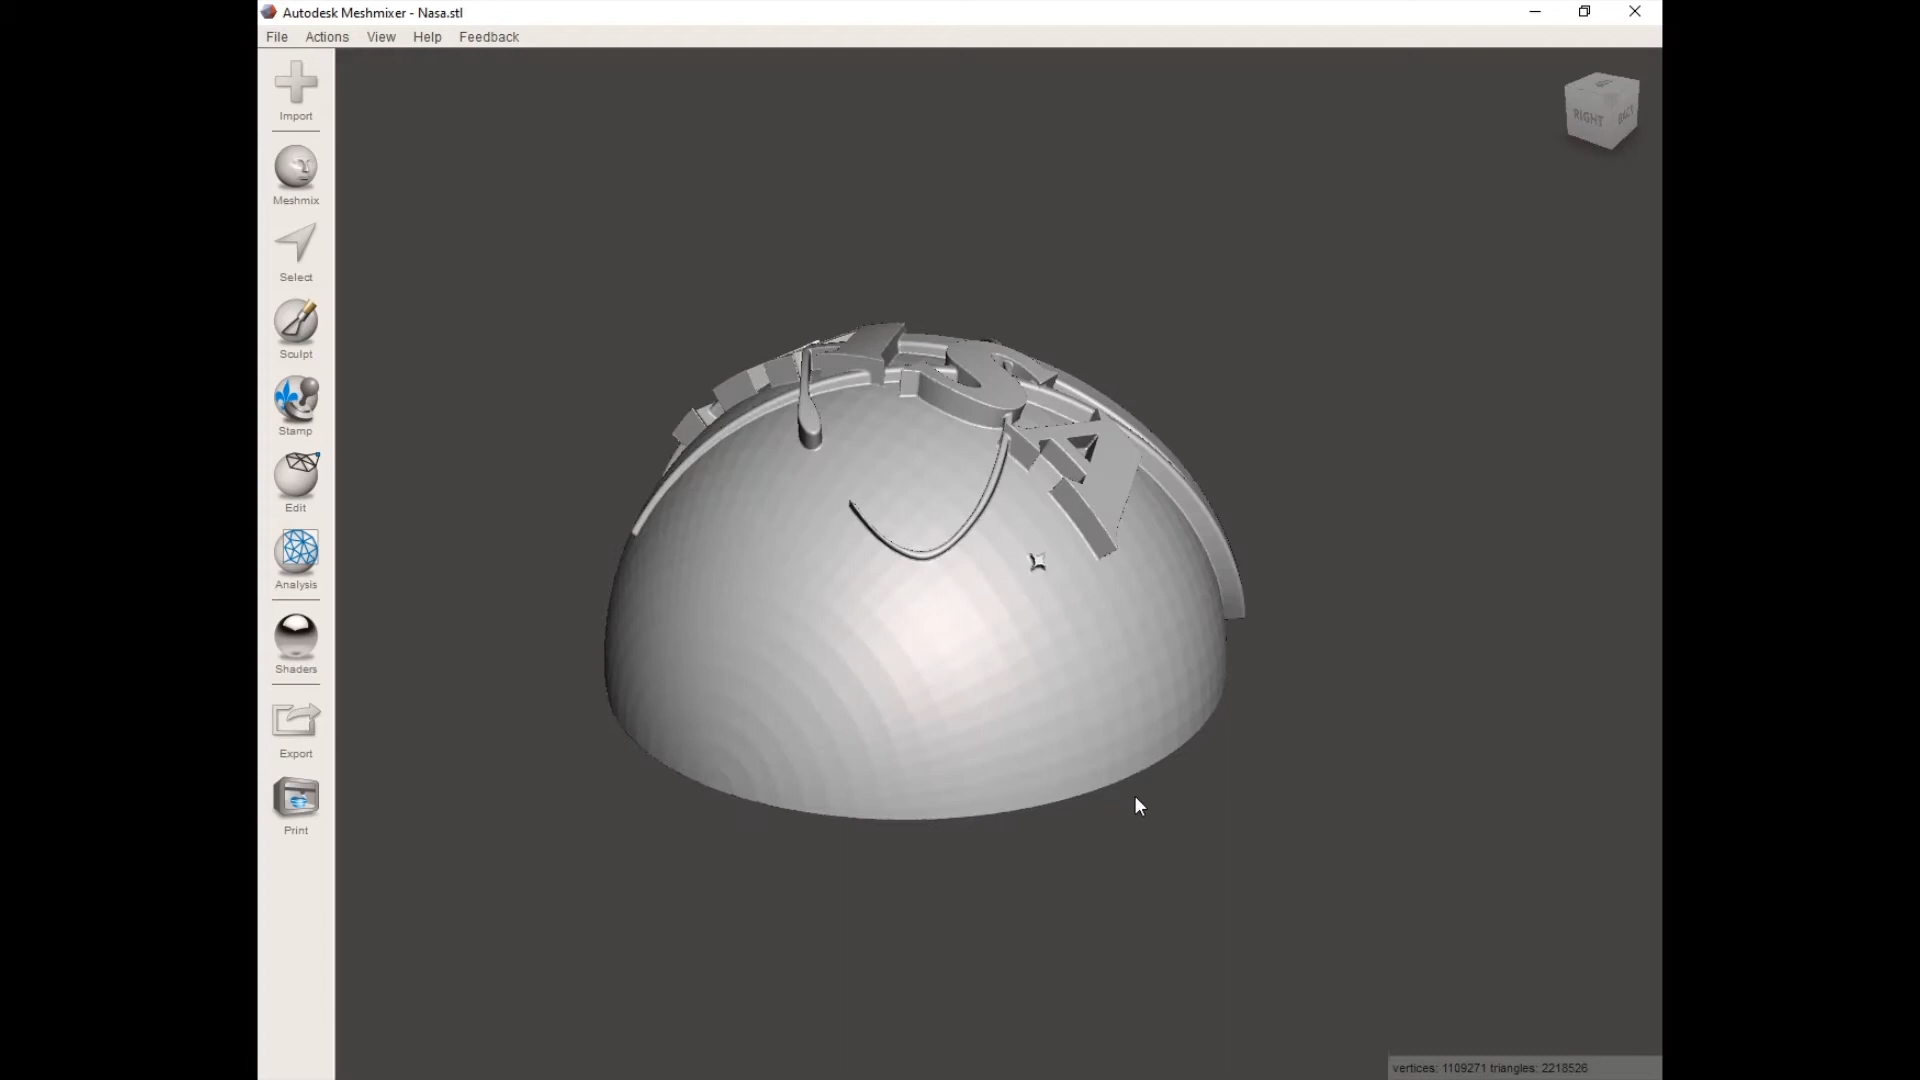 Autodesk Meshmixer - Nasa.stl
File Actions View Help Feedback
Import
Meshmix
Select
Sculpt
Stamp
Edit
Analysis
Shaders
Export
Print
RIGHT BACK
S
A
vertices: 1109271 triangles: 2218526